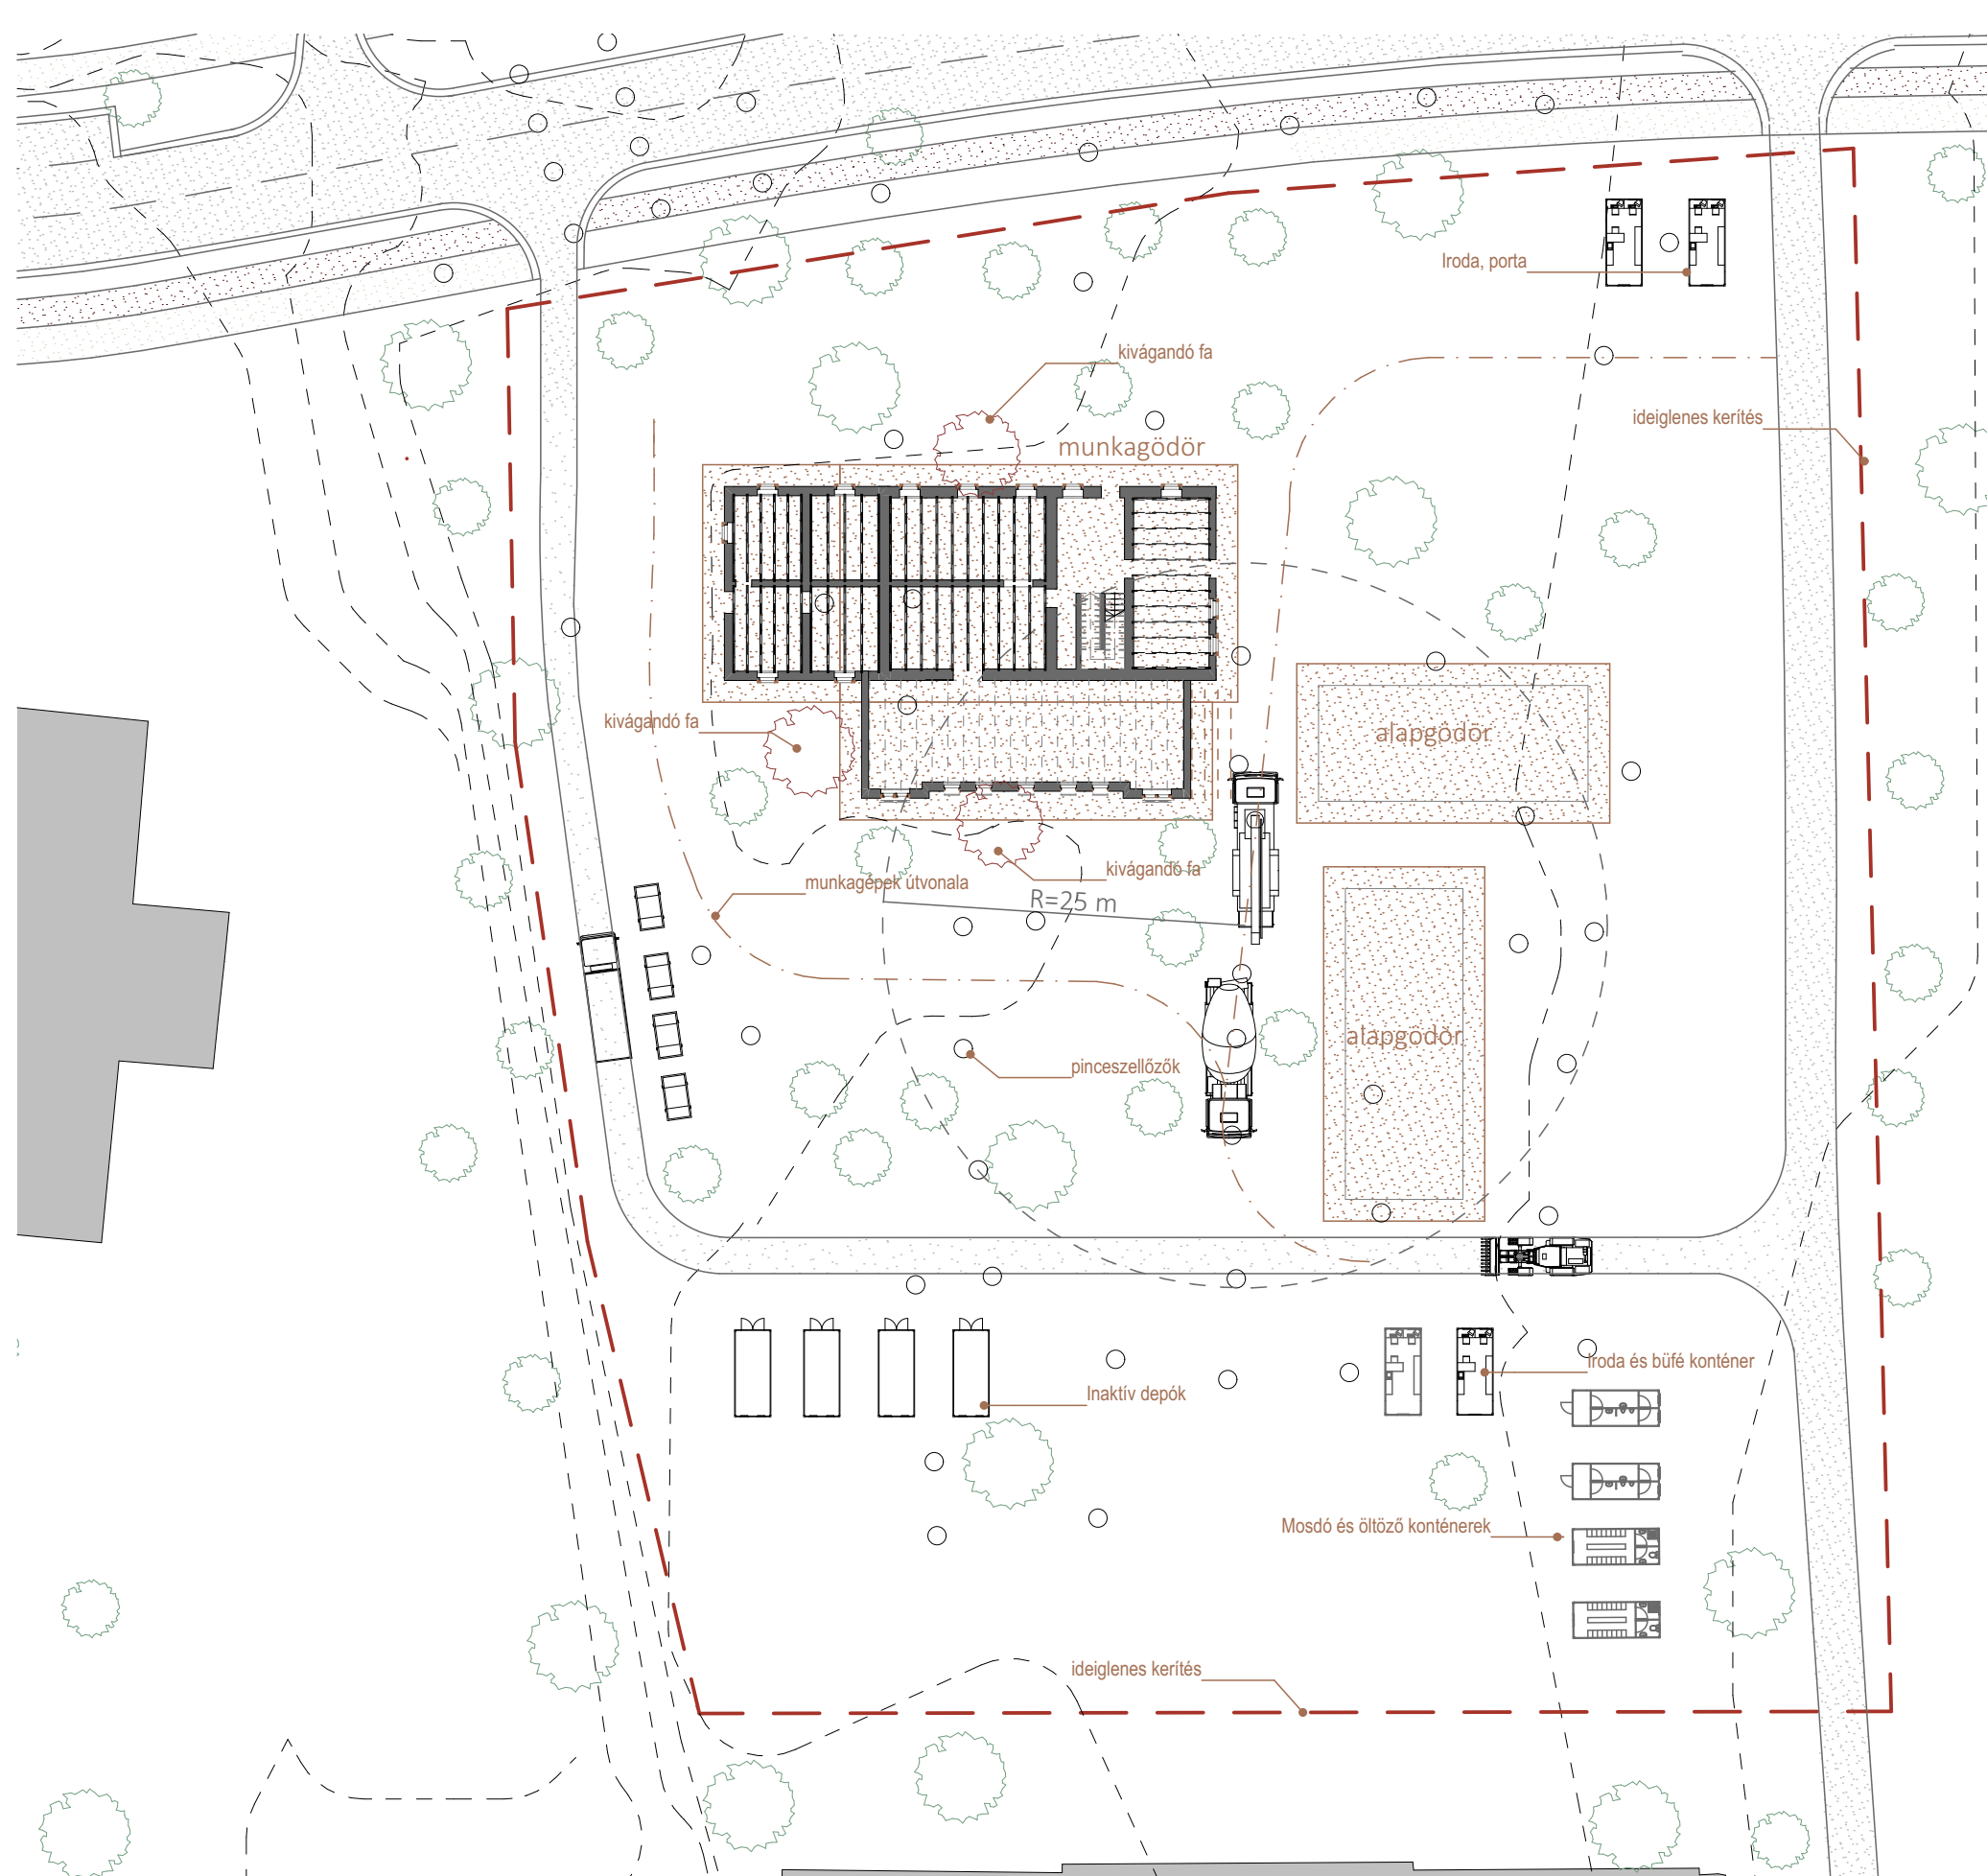 Iroda, porta
kivágandó fa
ideiglenes kerítés
munkagödör
kivágandó fa
alapgödör
kivágandó fa
munkagépek útvonala
R=25 m
alapgödör
pinceszellőzők
Iroda és büfé konténer
Inaktív depók
Mosdó és öltöző konténerek
ideiglenes kerítés